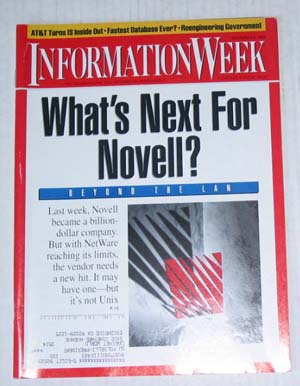 AT&T Turns IS Inside Out • Fastest Database Ever? • Reengineering Government
INFORMATIONWEEK
What's Next For
Novell?
BEYOND THE LAN
Last week, Novell
became a billion-
dollar company.
But with NetWare
reaching its limits,
the vendor needs
a new hit. It may
have one—but
it's not Unix